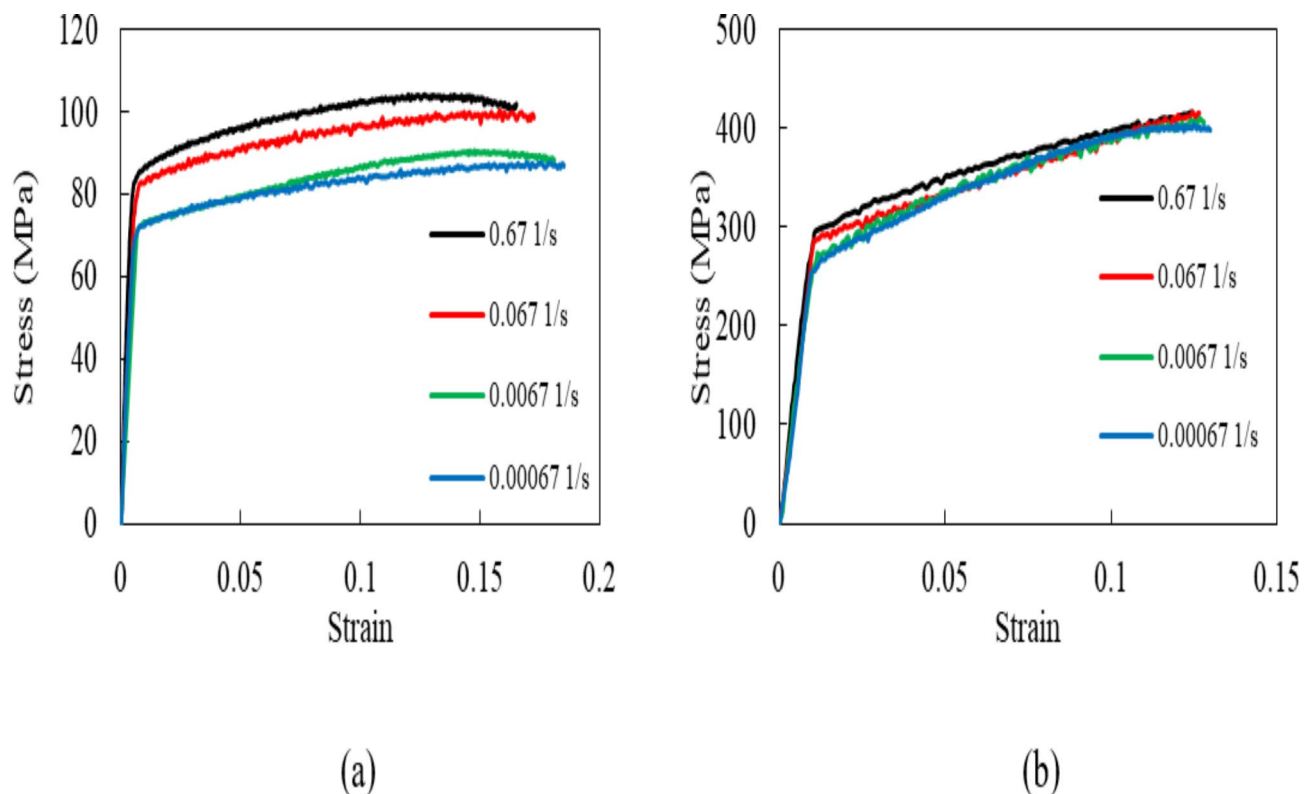 120
100
80
60
40
20
0
Stress (MPa)
0 0.05 0.1 0.15 0.2
Strain
0.67 1/s
0.067 1/s
0.0067 1/s
0.00067 1/s
(a)
500
400
300
200
100
0
Stress (MPa)
0 0.05 0.1 0.15
Strain
0.67 1/s
0.067 1/s
0.0067 1/s
0.00067 1/s
(b)